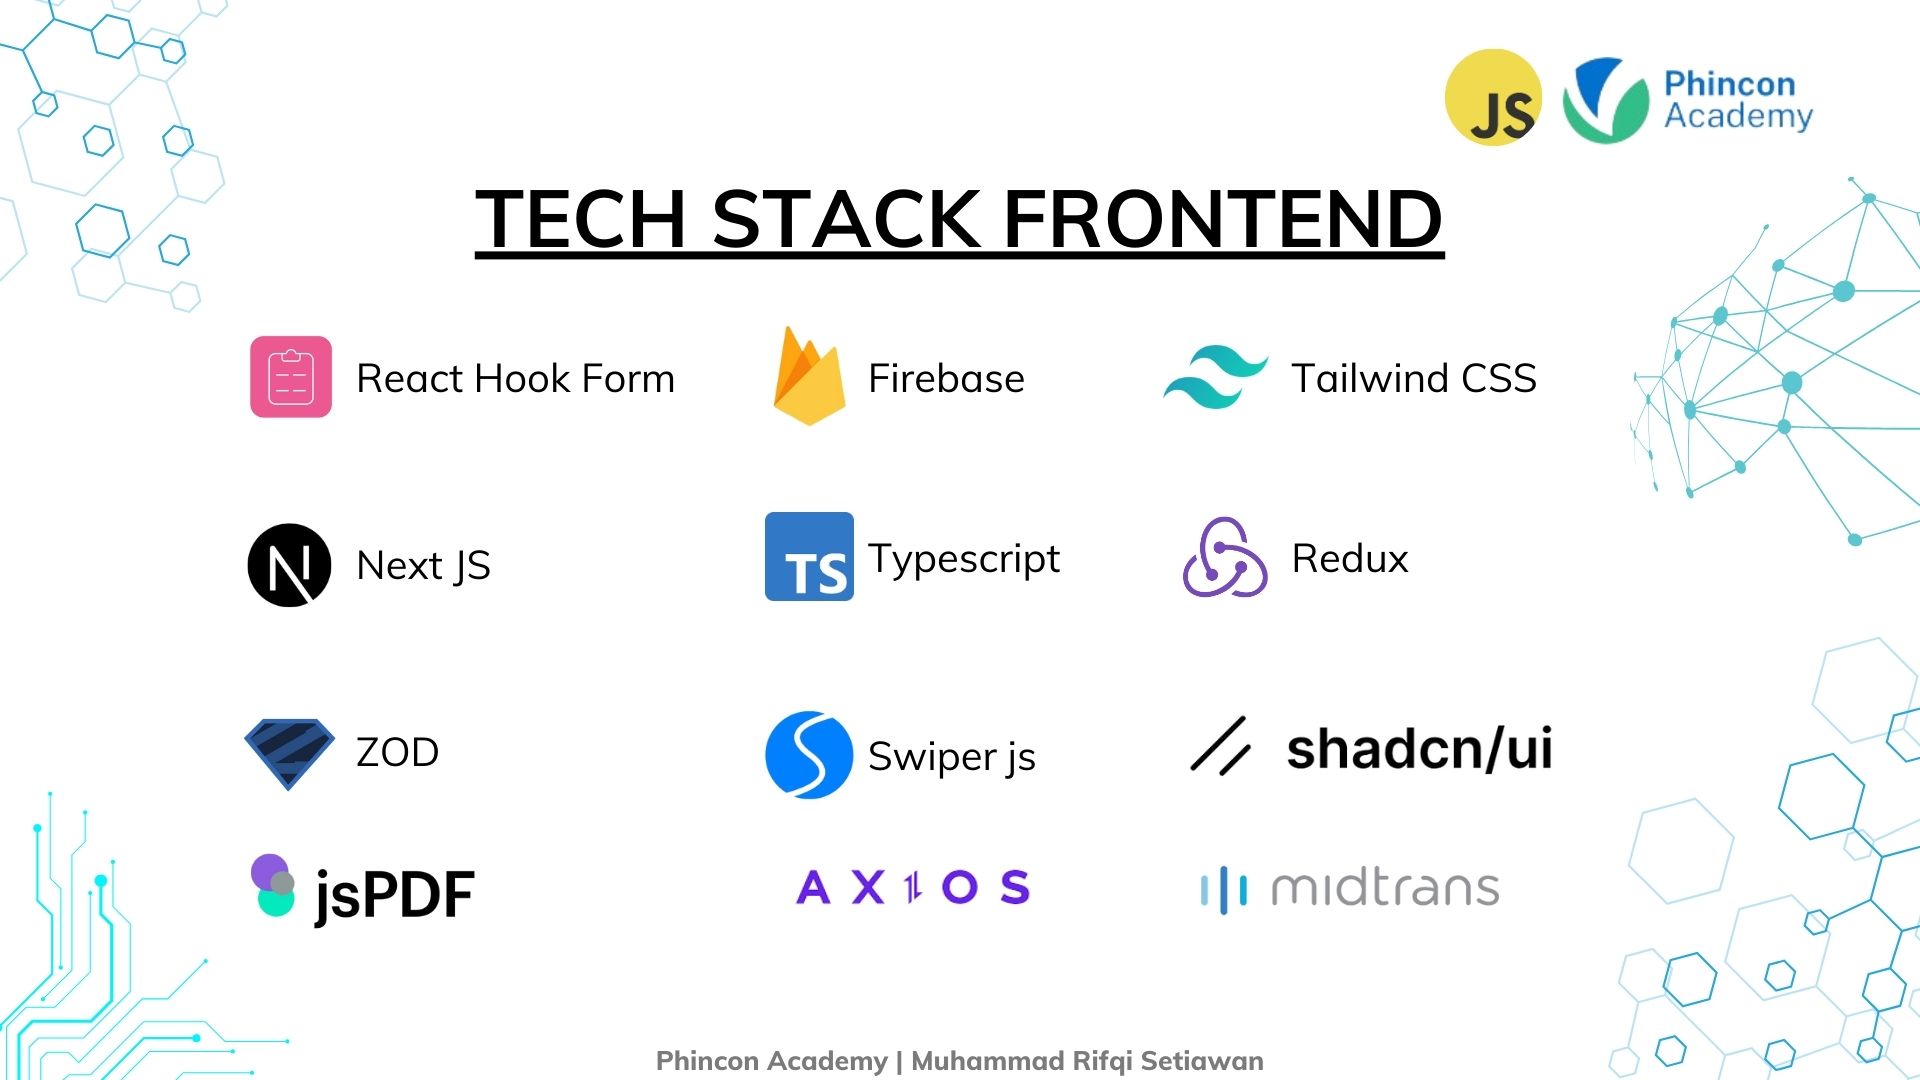 JS
Phincon
Academy
TECH STACK FRONTEND
React Hook Form
Firebase
Tailwind CSS
Next JS
TS
Typescript
Redux
ZOD
Swiper js
shadcn/ui
jsPDF
AXIOS
midtrans
Phincon Academy | Muhammad Rifqi Setiawan